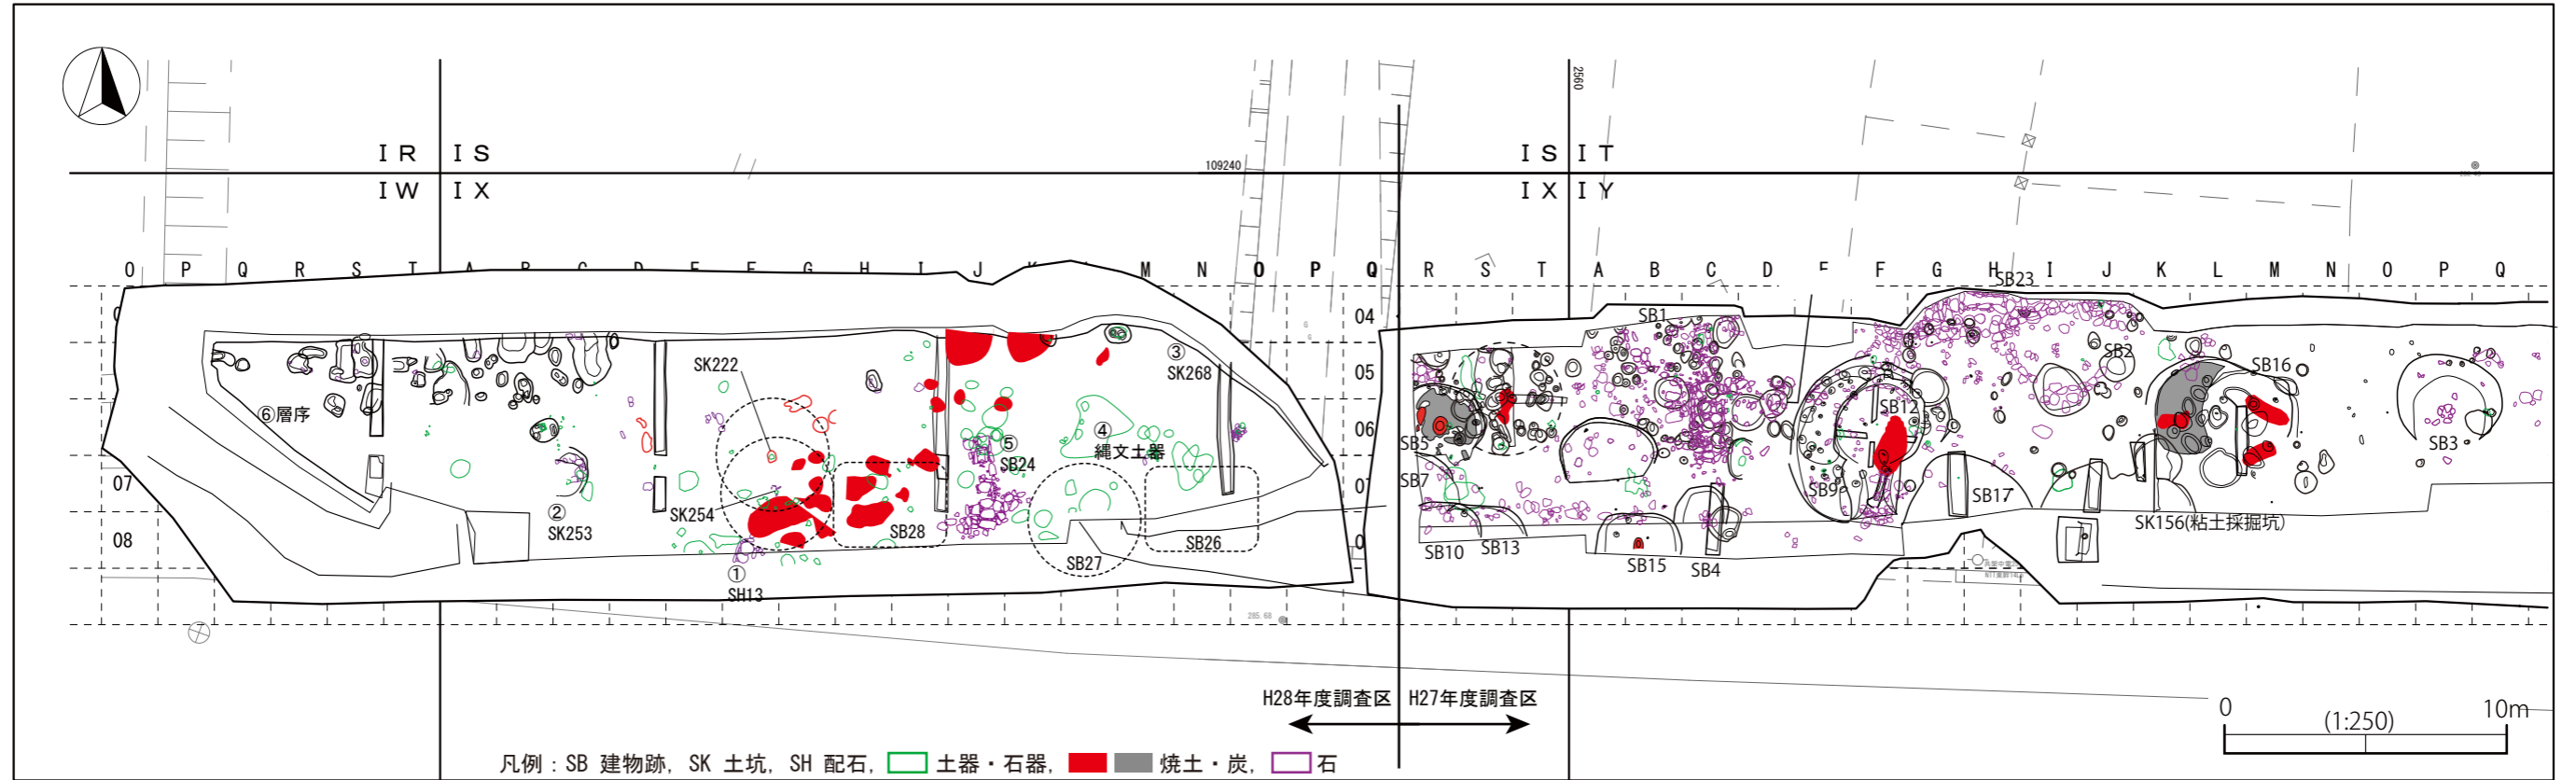 ＩＲ ＩＳ
ＩＷ ＩＸ
109240
2560
ＩＳ ＩＴ
ＩＸ ＩＹ
O P Q R S T A B C D E F G H I J K L M N O P Q R S T A B C D E F G H I J K L M N O P Q
SB23
04
05
06
07
08
SK222
③
SK268
⑥層序
④
縄文土器
⑤
SB24
②
SK253
SK254
SB28
SB27
SB26
①
SH13
SB1
SB2
SB16
SB12
SB5
SB3
SB7
SB9
SB17
SK156(粘土採掘坑)
SB10
SB13
SB15
SB4
07
08
285.68
H28年度調査区
H27年度調査区
0
(1:250)
10m
凡例：SB 建物跡, SK 土坑, SH 配石, 土器・石器, 焼土・炭, 石